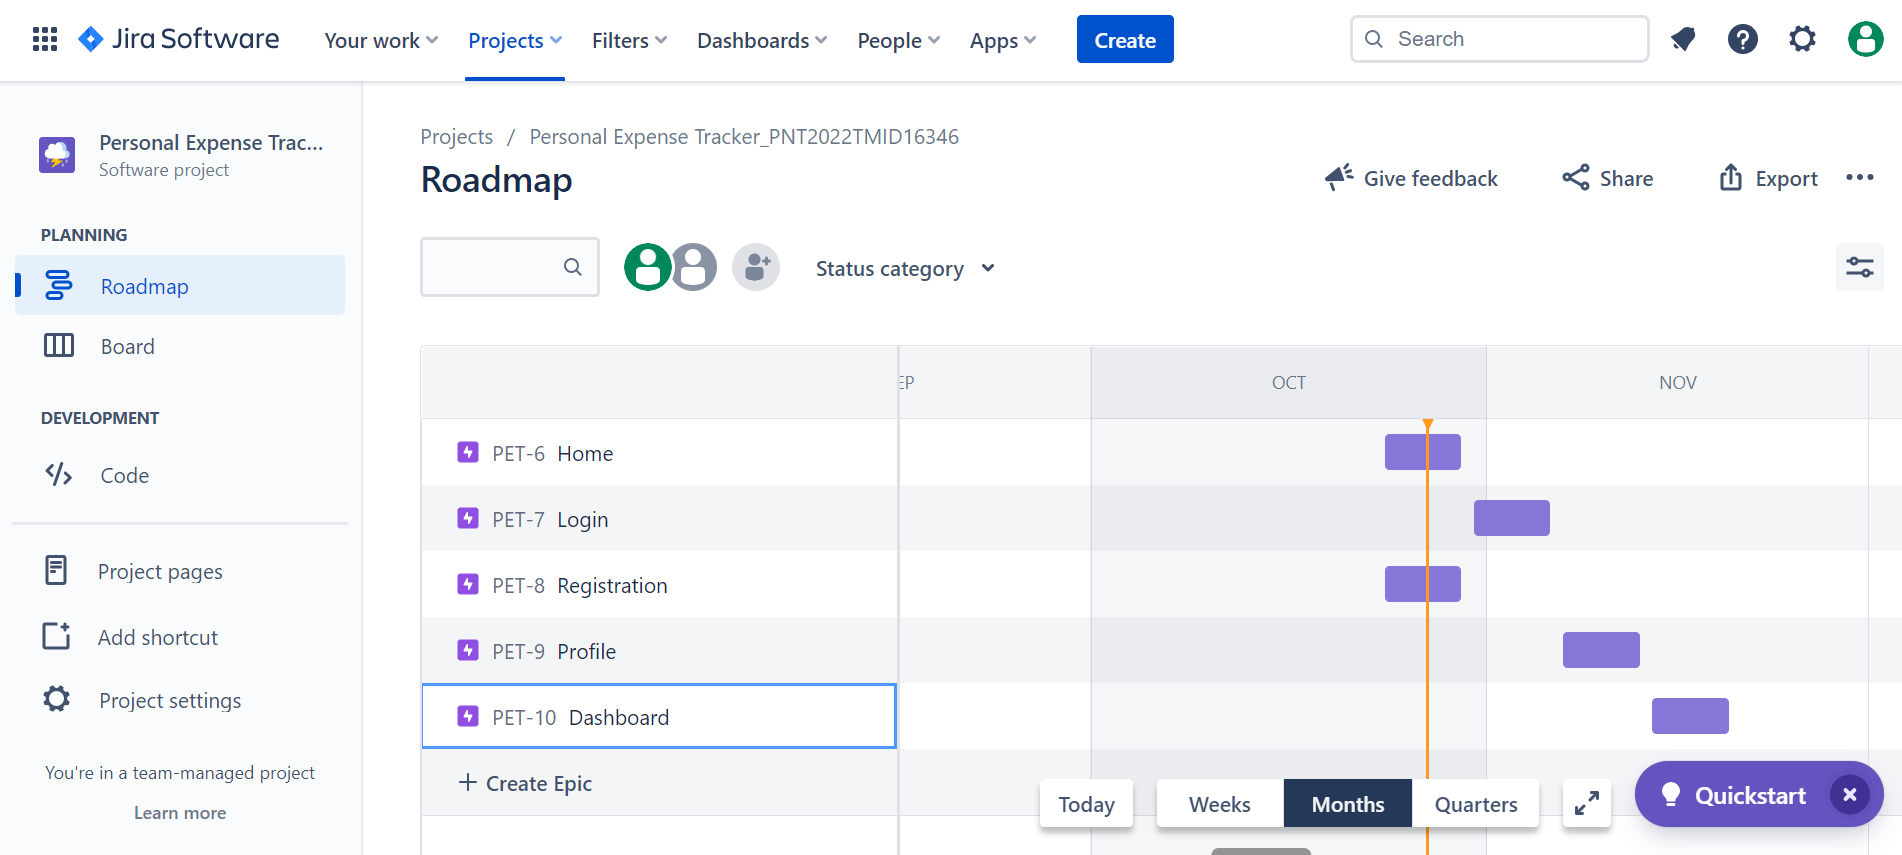 Jira Software
Your work
Projects
Filters
Dashboards
People
Apps
Create
Search
Personal Expense Trac...
Software project
PLANNING
Roadmap
Board
DEVELOPMENT
Code
Project pages
Add shortcut
Project settings
You're in a team-managed project
Learn more
Projects / Personal Expense Tracker_PNT2022TMID16346
Roadmap
Give feedback
Share
Export
Status category
EP
OCT
NOV
PET-6 Home
PET-7 Login
PET-8 Registration
PET-9 Profile
PET-10 Dashboard
+ Create Epic
Today
Weeks
Months
Quarters
Quickstart